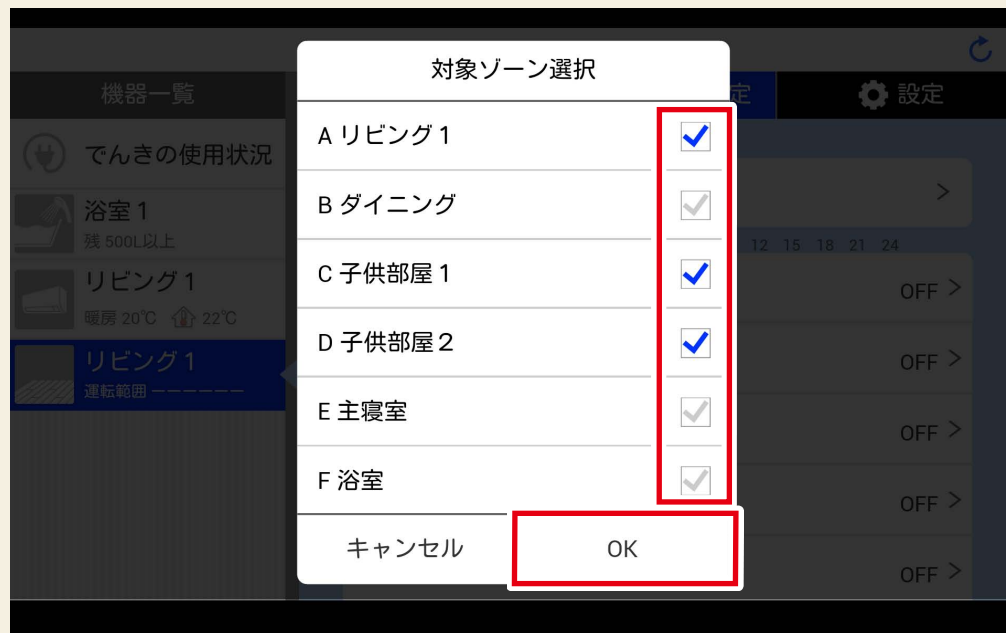 対象ゾーン選択
機器一覧
定
設定
でんきの使用状況
浴室1
残500L以上
リビング1
暖房 20℃ 22℃
リビング1
運転範囲 ーーーーーー
A リビング1
B ダイニング
C 子供部屋1
D 子供部屋2
E 主寝室
F 浴室
キャンセル
OK
>
12 15 18 21 24
OFF >
OFF >
OFF >
OFF >
OFF >